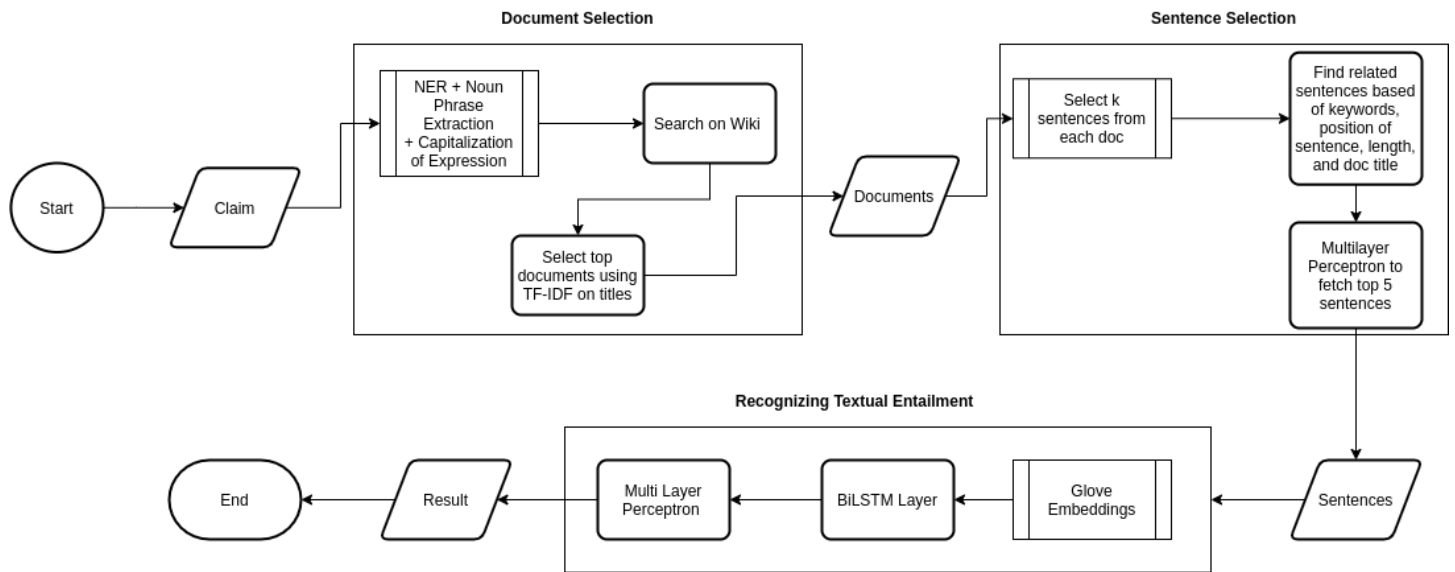 Document Selection
Sentence Selection
Start
Claim
NER + Noun
Phrase
Extraction
+ Capitalization
of Expression
Search on Wiki
Select top
documents using
TF-IDF on titles
Documents
Select k
sentences from
each doc
Find related
sentences based
of keywords,
position of
sentence, length,
and doc title
Multilayer
Perceptron to
fetch top 5
sentences
Recognizing Textual Entailment
Sentences
Glove
Embeddings
BiLSTM Layer
Multi Layer
Perceptron
Result
End